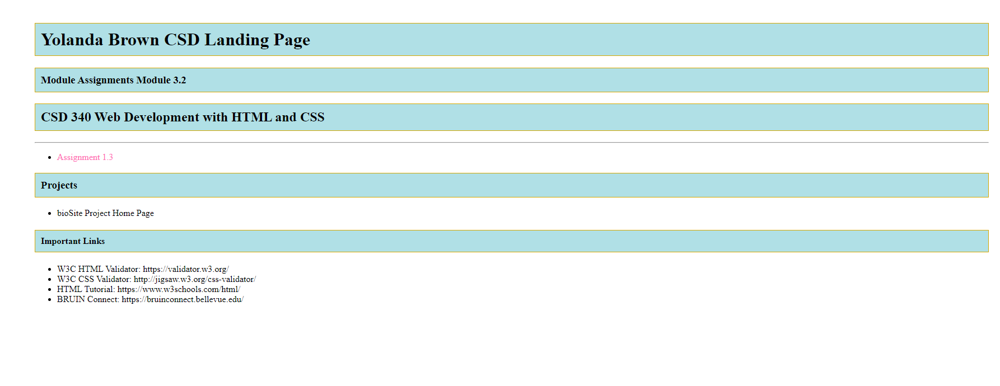 Yolanda Brown CSD Landing Page
Module Assignments Module 3.2
CSD 340 Web Development with HTML and CSS
Assignment 1.3
Projects
bioSite Project Home Page
Important Links
W3C HTML Validator: https://validator.w3.org/
W3C CSS Validator: http://jigsaw.w3.org/css-validator/
HTML Tutorial: https://www.w3schools.com/html/
BRUIN Connect: https://bruinconnect.bellevue.edu/